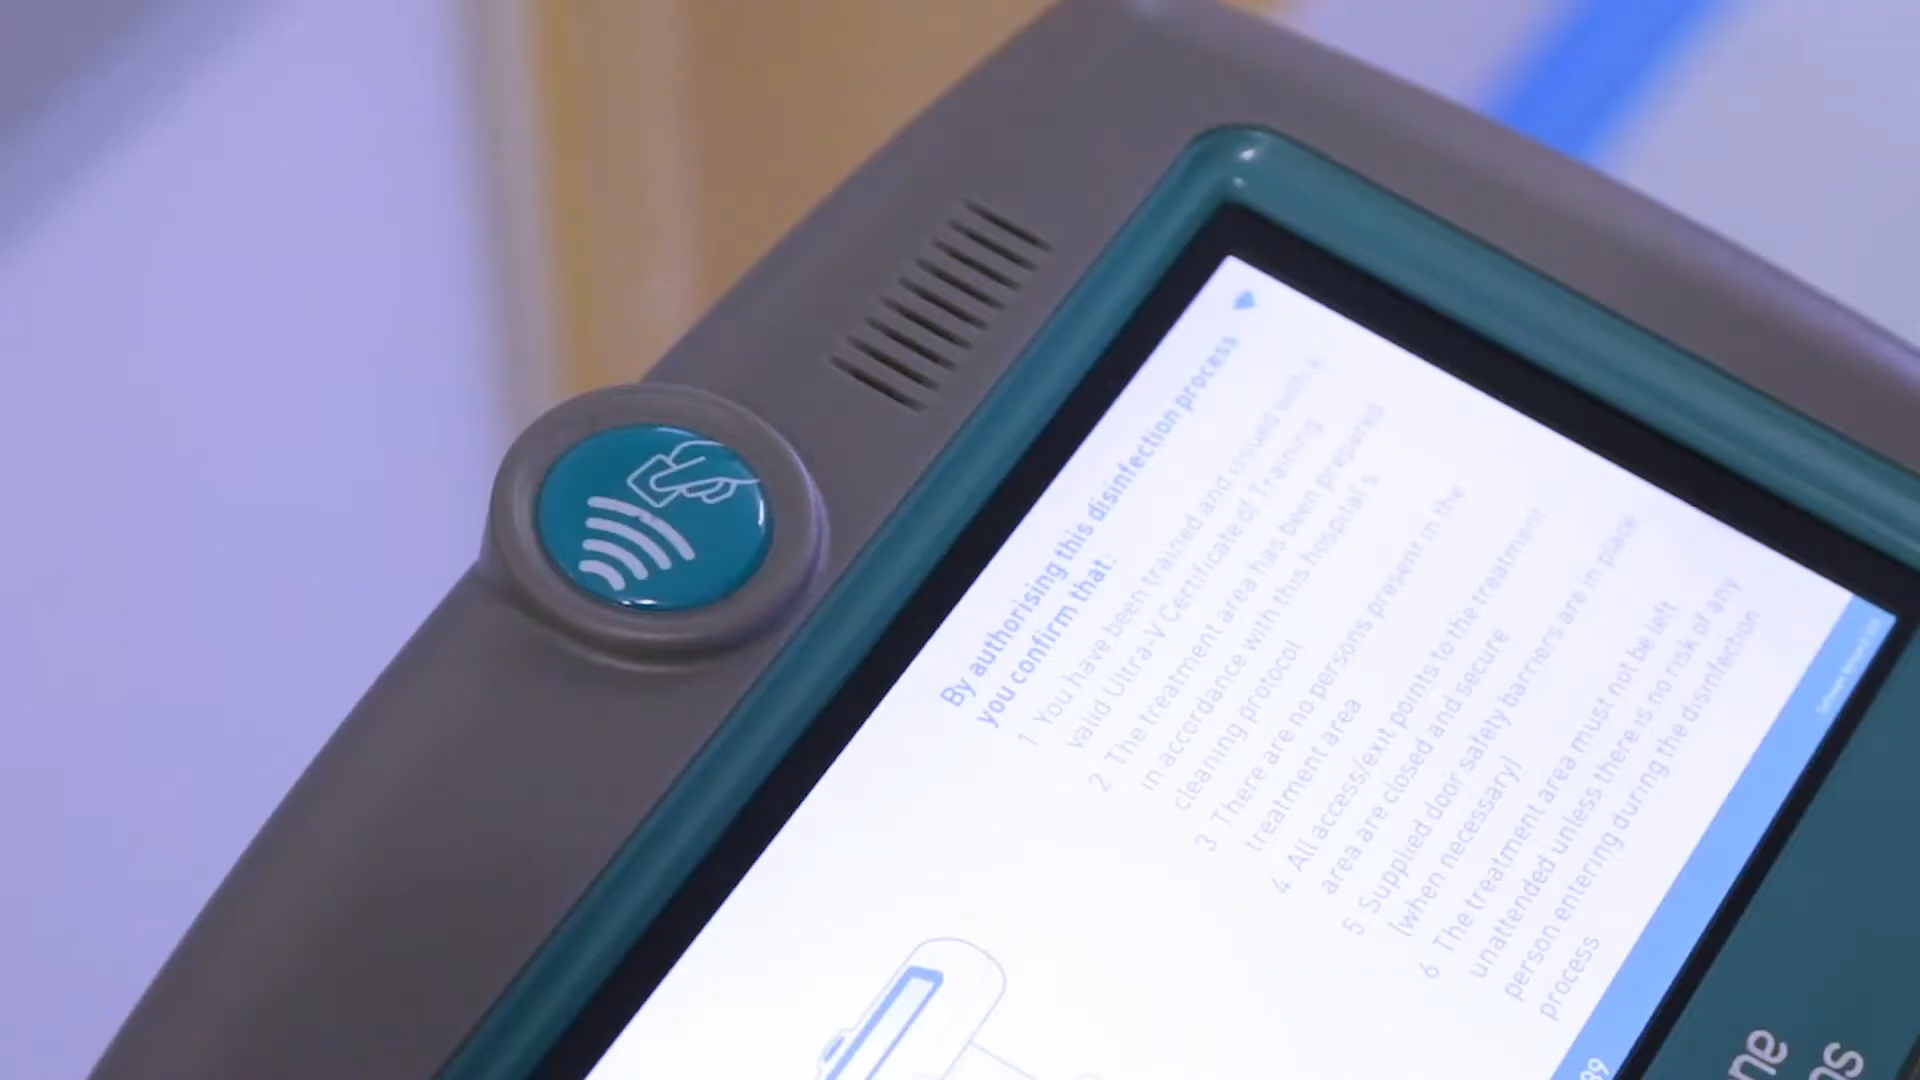 By authorising this disinfection process
you confirm that:
1 You have been trained and issued with a
valid Ultra-V Certificate of Training
2 The treatment area has been prepared
in accordance with this hospital's
cleaning protocol
3 There are no persons present in the
treatment area
4 All access/exit points to the treatment
area are closed and secure
5 Supplied door safety barriers are in place
(when necessary)
6 The treatment area must not be left
unattended unless there is no risk of any
person entering during the disinfection
process